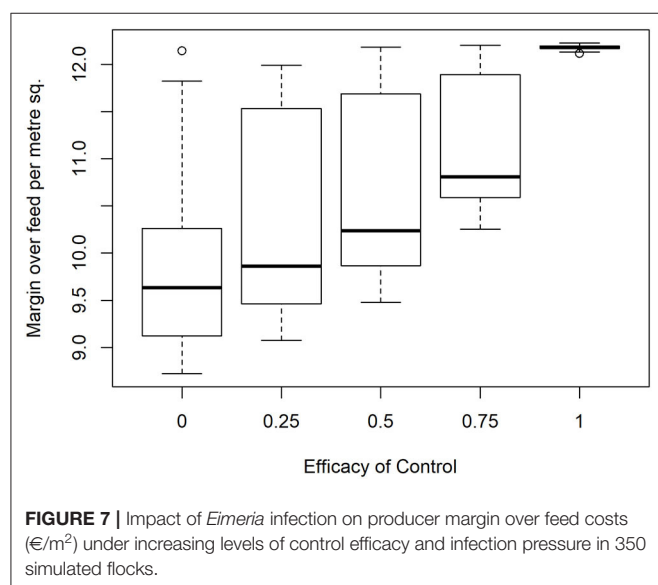 Margin over feed per metre sq.
12.0
11.0
10.0
9.5
9.0
0 0.25 0.5 0.75 1
Efficacy of Control
FIGURE 7 | Impact of Eimeria infection on producer margin over feed costs
(€/m²) under increasing levels of control efficacy and infection pressure in 350
simulated flocks.